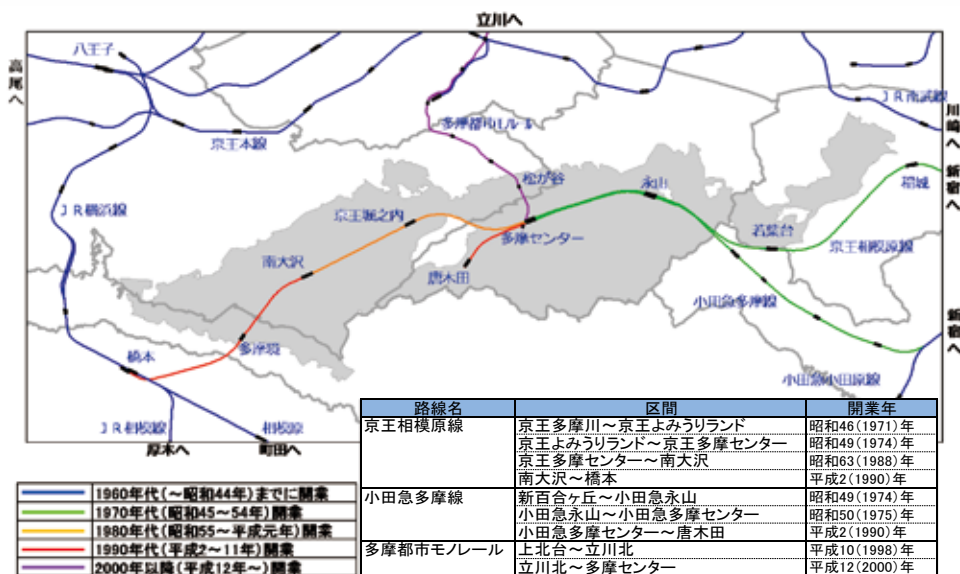 立川へ
八王子
高尾へ
JR南武線
川崎へ
多摩都市モノレール
京王本線
新宿へ
松が谷
永山
稲城
JR横浜線
京王堀之内
若葉台
多摩センター
京王相模原線
南大沢
唐木田
小田急多摩線
新宿へ
多摩境
橋本
小田急小田原線
JR相模線
相模原
厚木へ
町田へ
路線名 区間 開業年
京王相模原線 京王多摩川～京王よみうりランド 昭和46(1971)年
京王よみうりランド～京王多摩センター 昭和49(1974)年
京王多摩センター～南大沢 昭和63(1988)年
南大沢～橋本 平成2(1990)年
小田急多摩線 新百合ヶ丘～小田急永山 昭和49(1974)年
小田急永山～小田急多摩センター 昭和50(1975)年
小田急多摩センター～唐木田 平成2(1990)年
多摩都市モノレール 上北台～立川北 平成10(1998)年
立川北～多摩センター 平成12(2000)年
1960年代(～昭和44年)までに開業
1970年代(昭和45～54年)開業
1980年代(昭和55～平成元年)開業
1990年代(平成2～11年)開業
2000年以降(平成12年～)開業